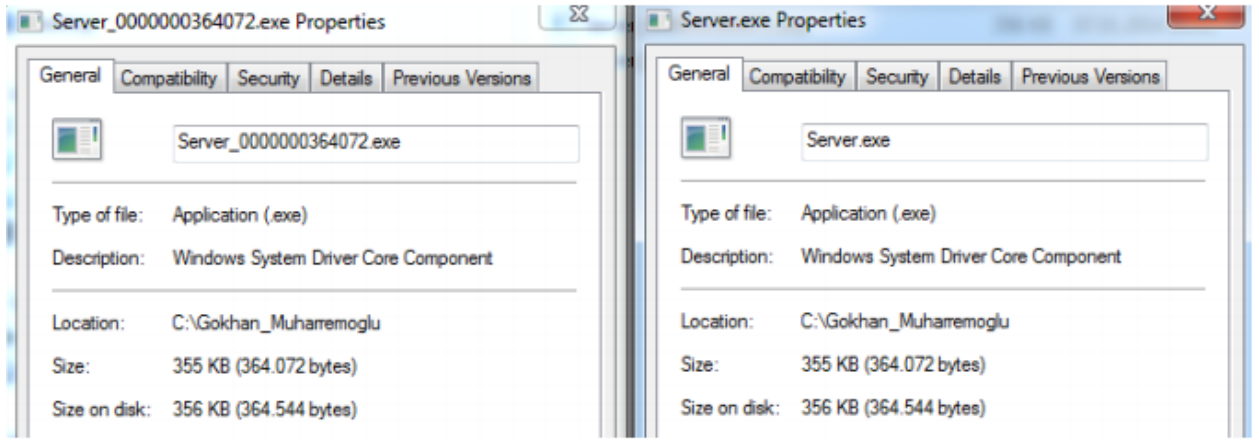 Server_0000000364072.exe Properties
General Compatibility Security Details Previous Versions
Server_0000000364072.exe
Type of file: Application (.exe)
Description: Windows System Driver Core Component
Location: C:\Gokhan_Muharremoglu
Size: 355 KB (364.072 bytes)
Size on disk: 356 KB (364.544 bytes)
Server.exe Properties
General Compatibility Security Details Previous Versions
Server.exe
Type of file: Application (.exe)
Description: Windows System Driver Core Component
Location: C:\Gokhan_Muharremoglu
Size: 355 KB (364.072 bytes)
Size on disk: 356 KB (364.544 bytes)